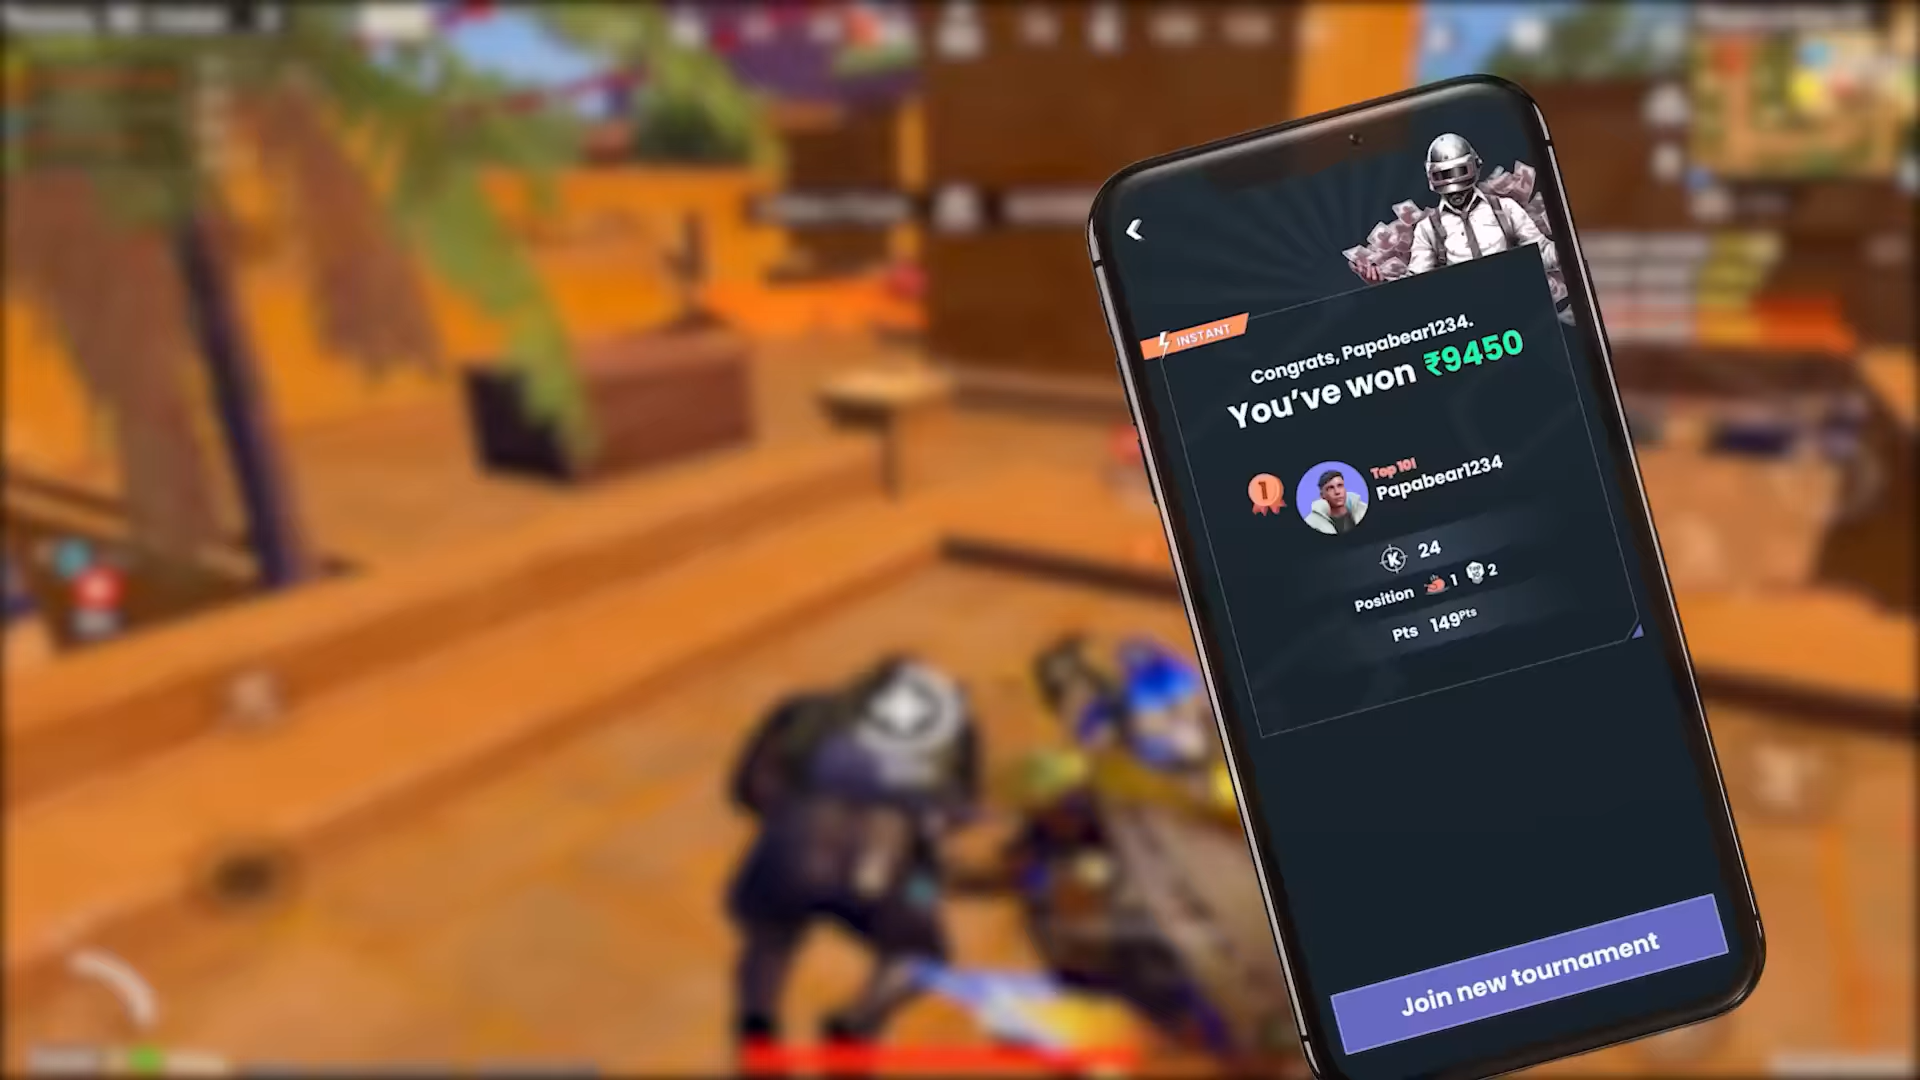 INSTANT
Congrats, Papabear1234.
You've won ₹9450
1
Top 10!
Papabear1234
K 24
Position 1 2
Pts 149Pts
Join new tournament